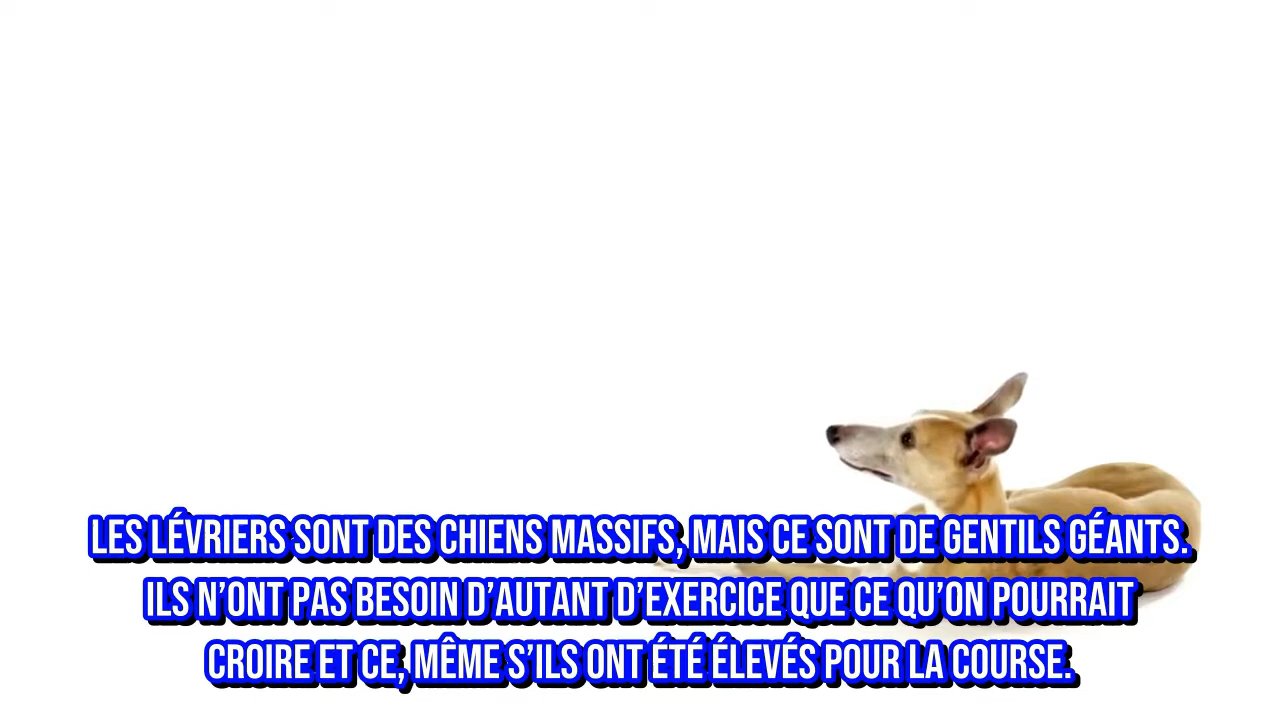 LES LÉVRIERS SONT DES CHIENS MASSIFS, MAIS CE SONT DE GENTILS GÉANTS.
ILS N'ONT PAS BESOIN D'AUTANT D'EXERCICE QUE CE QU'ON POURRAIT
CROIRE ET CE, MÊME S'ILS ONT ÉTÉ ÉLEVÉS POUR LA COURSE.